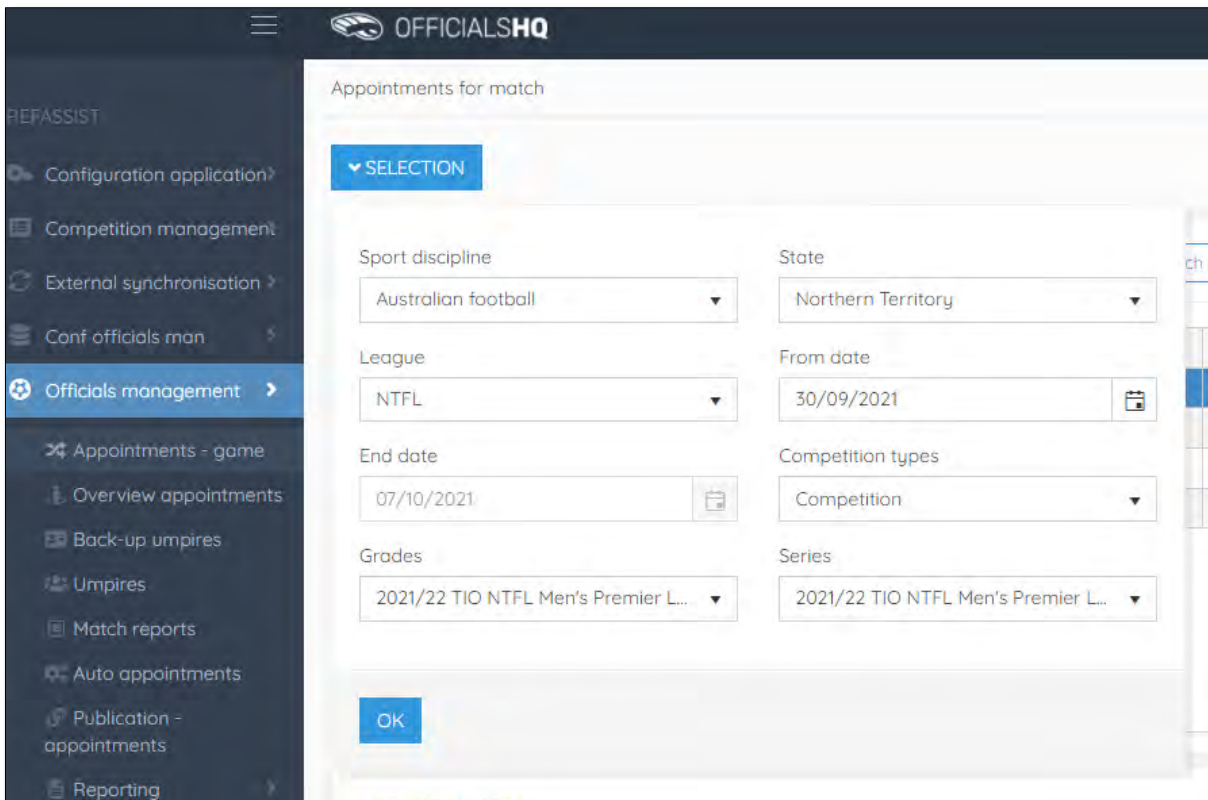 OFFICIALSHQ
Appointments for match
REFASSIST
Configuration application
Competition management
External synchronisation
Conf officials man
Officials management
Appointments - game
Overview appointments
Back-up umpires
Umpires
Match reports
Auto appointments
Publication -
appointments
Reporting
SELECTION
Sport discipline
State
Australian football
Northern Territory
League
From date
NTFL
30/09/2021
End date
Competition types
07/10/2021
Competition
Grades
Series
2021/22 TIO NTFL Men's Premier L...
2021/22 TIO NTFL Men's Premier L...
OK
ch